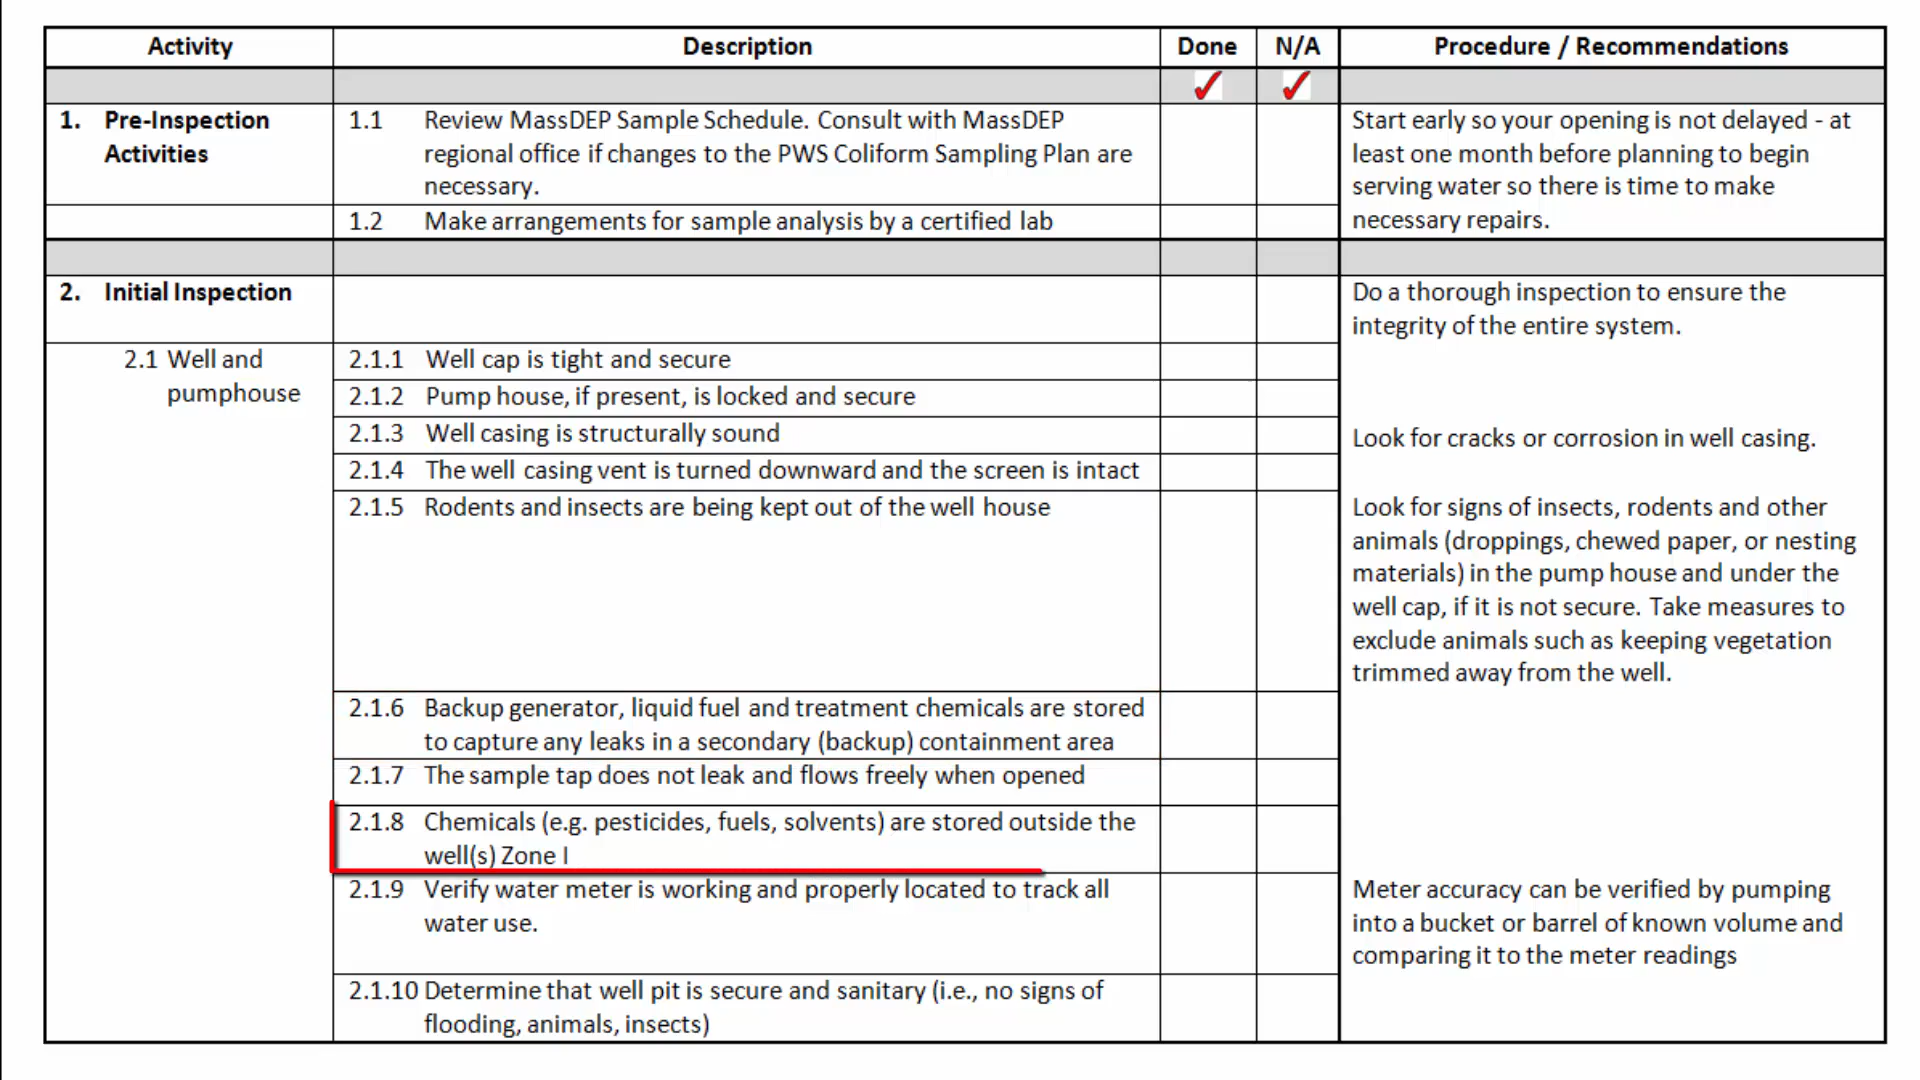 Activity Description Done N/A Procedure / Recommendations
1. Pre-Inspection
Activities
1.1 Review MassDEP Sample Schedule. Consult with MassDEP
regional office if changes to the PWS Coliform Sampling Plan are
necessary.
Start early so your opening is not delayed - at
least one month before planning to begin
serving water so there is time to make
necessary repairs.
1.2 Make arrangements for sample analysis by a certified lab
2. Initial Inspection
Do a thorough inspection to ensure the
integrity of the entire system.
2.1 Well and
pumphouse
2.1.1 Well cap is tight and secure
2.1.2 Pump house, if present, is locked and secure
2.1.3 Well casing is structurally sound
Look for cracks or corrosion in well casing.
2.1.4 The well casing vent is turned downward and the screen is intact
2.1.5 Rodents and insects are being kept out of the well house
Look for signs of insects, rodents and other
animals (droppings, chewed paper, or nesting
materials) in the pump house and under the
well cap, if it is not secure. Take measures to
exclude animals such as keeping vegetation
trimmed away from the well.
2.1.6 Backup generator, liquid fuel and treatment chemicals are stored
to capture any leaks in a secondary (backup) containment area
2.1.7 The sample tap does not leak and flows freely when opened
2.1.8 Chemicals (e.g. pesticides, fuels, solvents) are stored outside the
well(s) Zone I
2.1.9 Verify water meter is working and properly located to track all
water use.
Meter accuracy can be verified by pumping
into a bucket or barrel of known volume and
comparing it to the meter readings
2.1.10 Determine that well pit is secure and sanitary (i.e., no signs of
flooding, animals, insects)